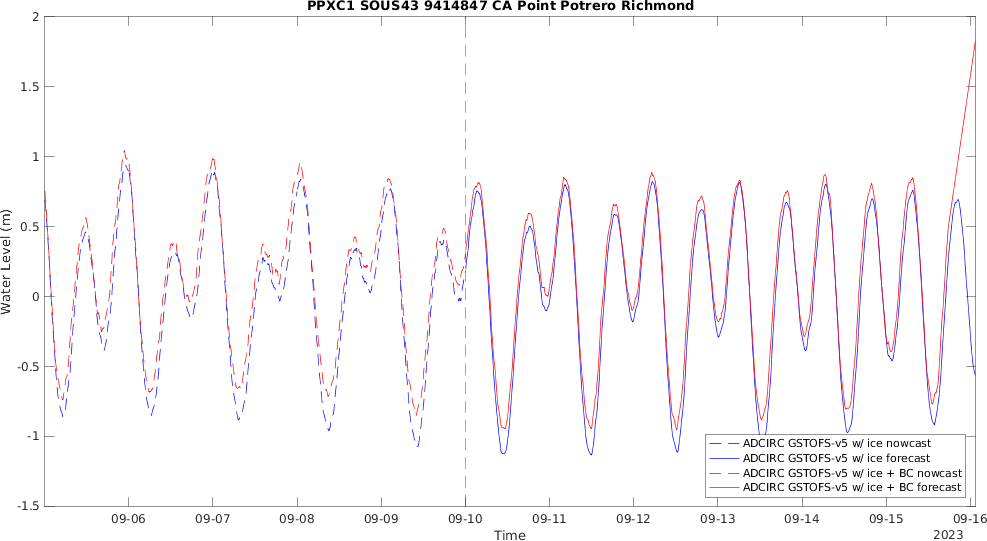 PPXC1 SOUS43 9414847 CA Point Potrero Richmond
2
1.5
1
0.5
0
-0.5
-1
-1.5
Water Level (m)
ADCIRC GSTOFS-v5 w/ ice nowcast
ADCIRC GSTOFS-v5 w/ ice forecast
ADCIRC GSTOFS-v5 w/ ice + BC nowcast
ADCIRC GSTOFS-v5 w/ ice + BC forecast
09-06 09-07 09-08 09-09 09-10 09-11 09-12 09-13 09-14 09-15 09-16
Time
2023